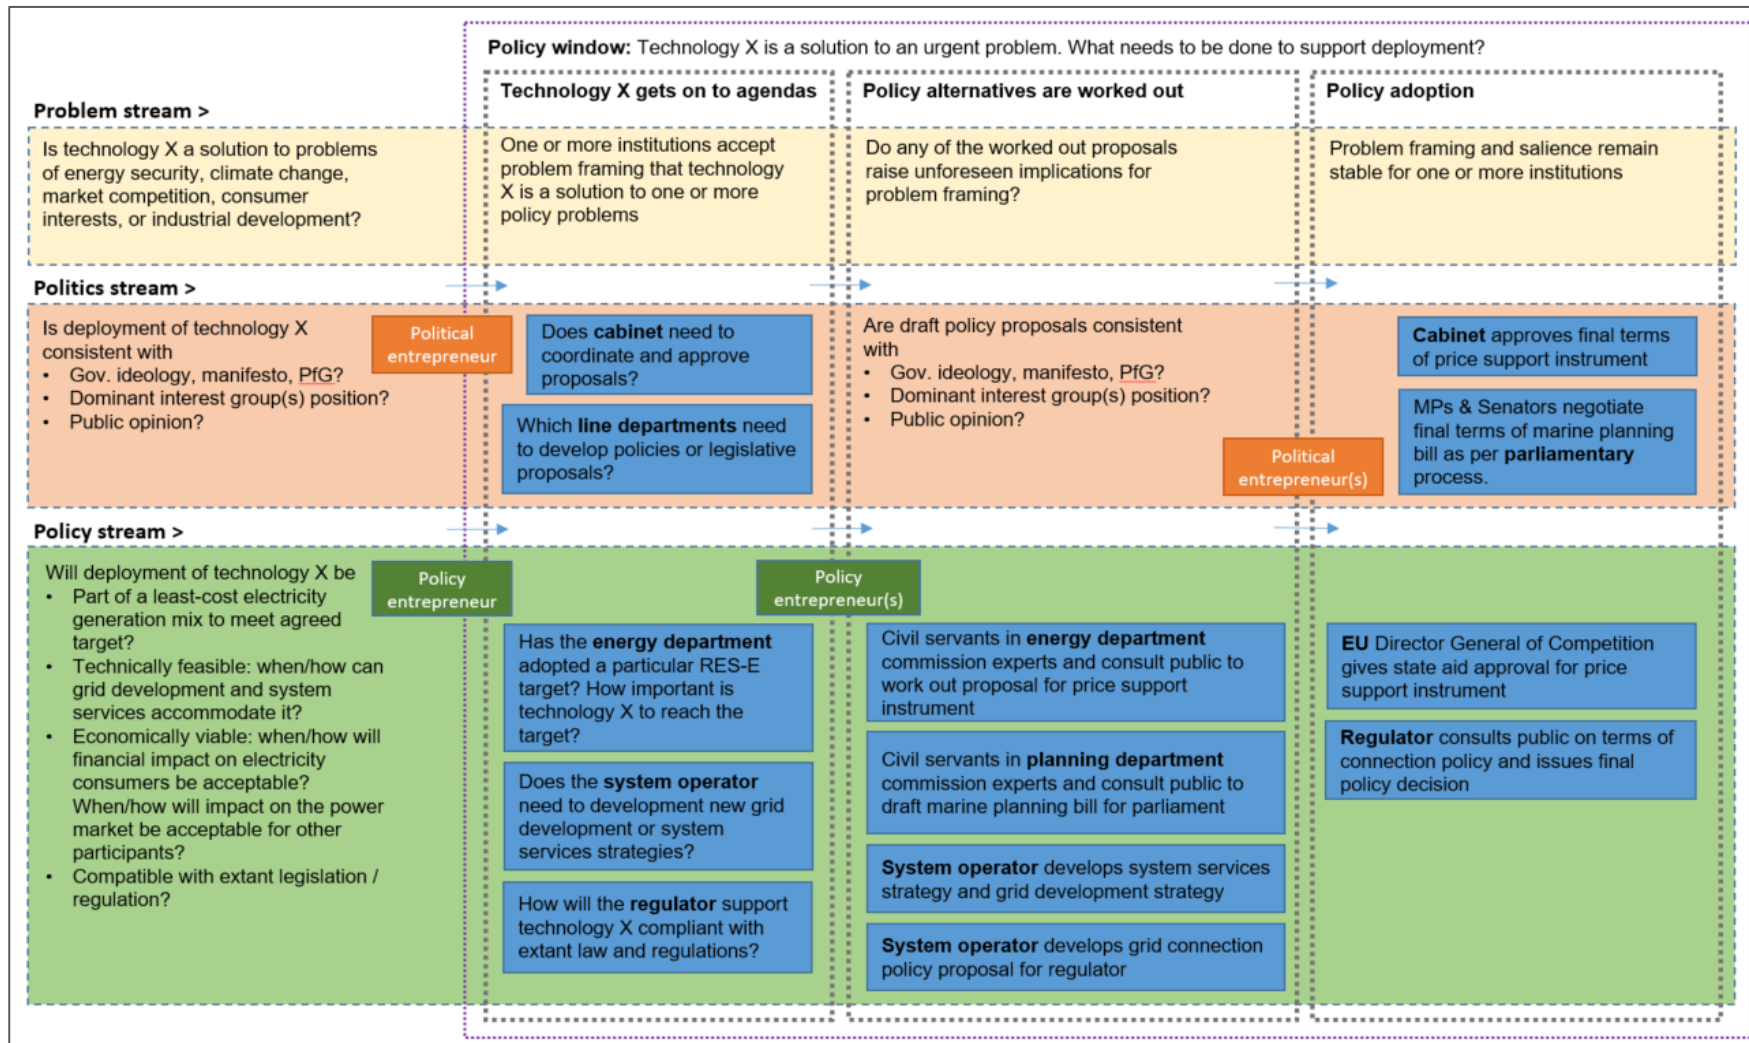 Policy window: Technology X is a solution to an urgent problem. What needs to be done to support deployment?
Technology X gets on to agendas
Policy alternatives are worked out
Policy adoption
Problem stream >
Is technology X a solution to problems
of energy security, climate change,
market competition, consumer
interests, or industrial development?
One or more institutions accept
problem framing that technology
X is a solution to one or more
policy problems
Do any of the worked out proposals
raise unforeseen implications for
problem framing?
Problem framing and salience remain
stable for one or more institutions
Politics stream >
Is deployment of technology X
consistent with
• Gov. ideology, manifesto, PfG?
• Dominant interest group(s) position?
• Public opinion?
Political
entrepreneur
Does cabinet need to
coordinate and approve
proposals?
Which line departments need
to develop policies or legislative
proposals?
Are draft policy proposals consistent
with
• Gov. ideology, manifesto, PfG?
• Dominant interest group(s) position?
• Public opinion?
Political
entrepreneur(s)
Cabinet approves final terms
of price support instrument
MPs & Senators negotiate
final terms of marine planning
bill as per parliamentary
process.
Policy stream >
Will deployment of technology X be
• Part of a least-cost electricity
generation mix to meet agreed
target?
• Technically feasible: when/how can
grid development and system
services accommodate it?
• Economically viable: when/how will
financial impact on electricity
consumers be acceptable?
When/how will impact on the power
market be acceptable for other
participants?
• Compatible with extant legislation /
regulation?
Policy
entrepreneur
Has the energy department
adopted a particular RES-E
target? How important is
technology X to reach the
target?
Does the system operator
need to development new grid
development or system
services strategies?
How will the regulator support
technology X compliant with
extant law and regulations?
Policy
entrepreneur(s)
Civil servants in energy department
commission experts and consult public to
work out proposal for price support
instrument
Civil servants in planning department
commission experts and consult public to
draft marine planning bill for parliament
System operator develops system services
strategy and grid development strategy
System operator develops grid connection
policy proposal for regulator
EU Director General of Competition
gives state aid approval for price
support instrument
Regulator consults public on terms of
connection policy and issues final
policy decision